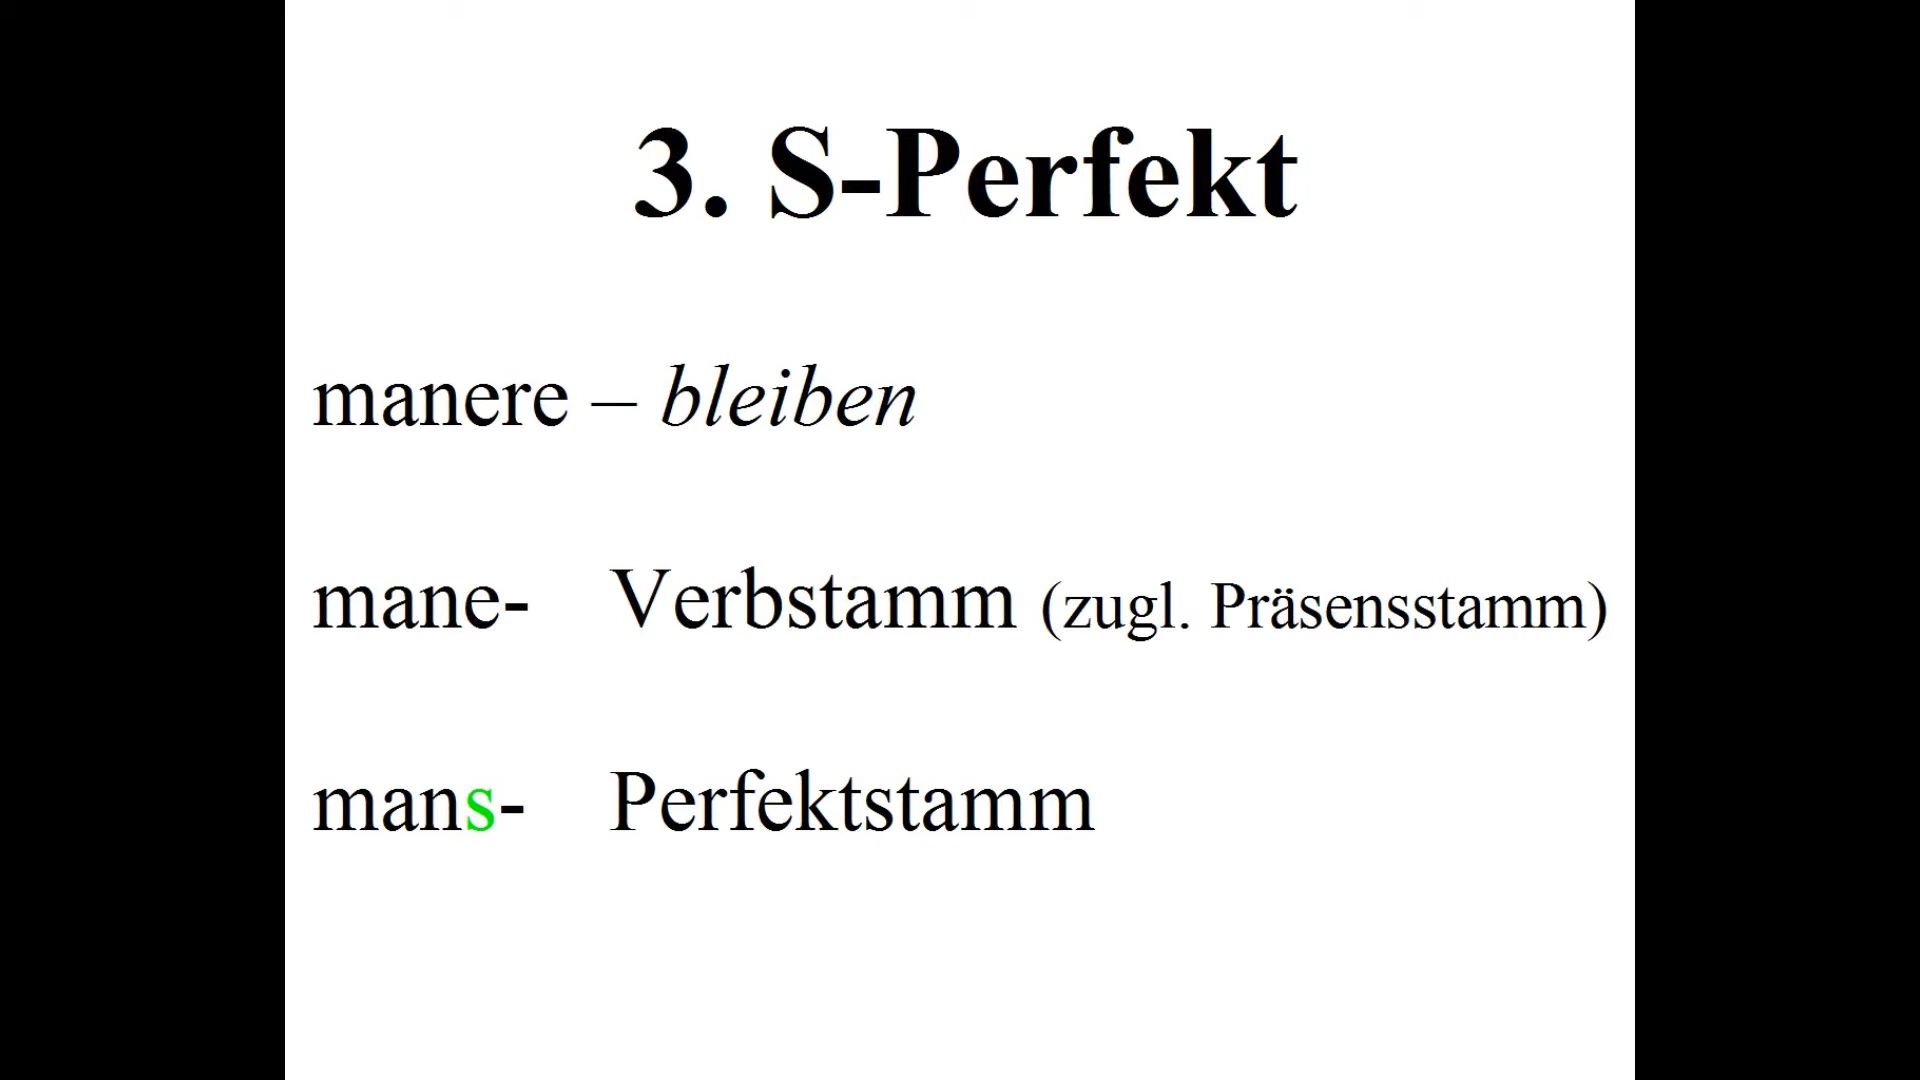 3. S-Perfekt
manere – bleiben
mane- Verbstamm (zugl. Präsensstamm)
mans- Perfektstamm